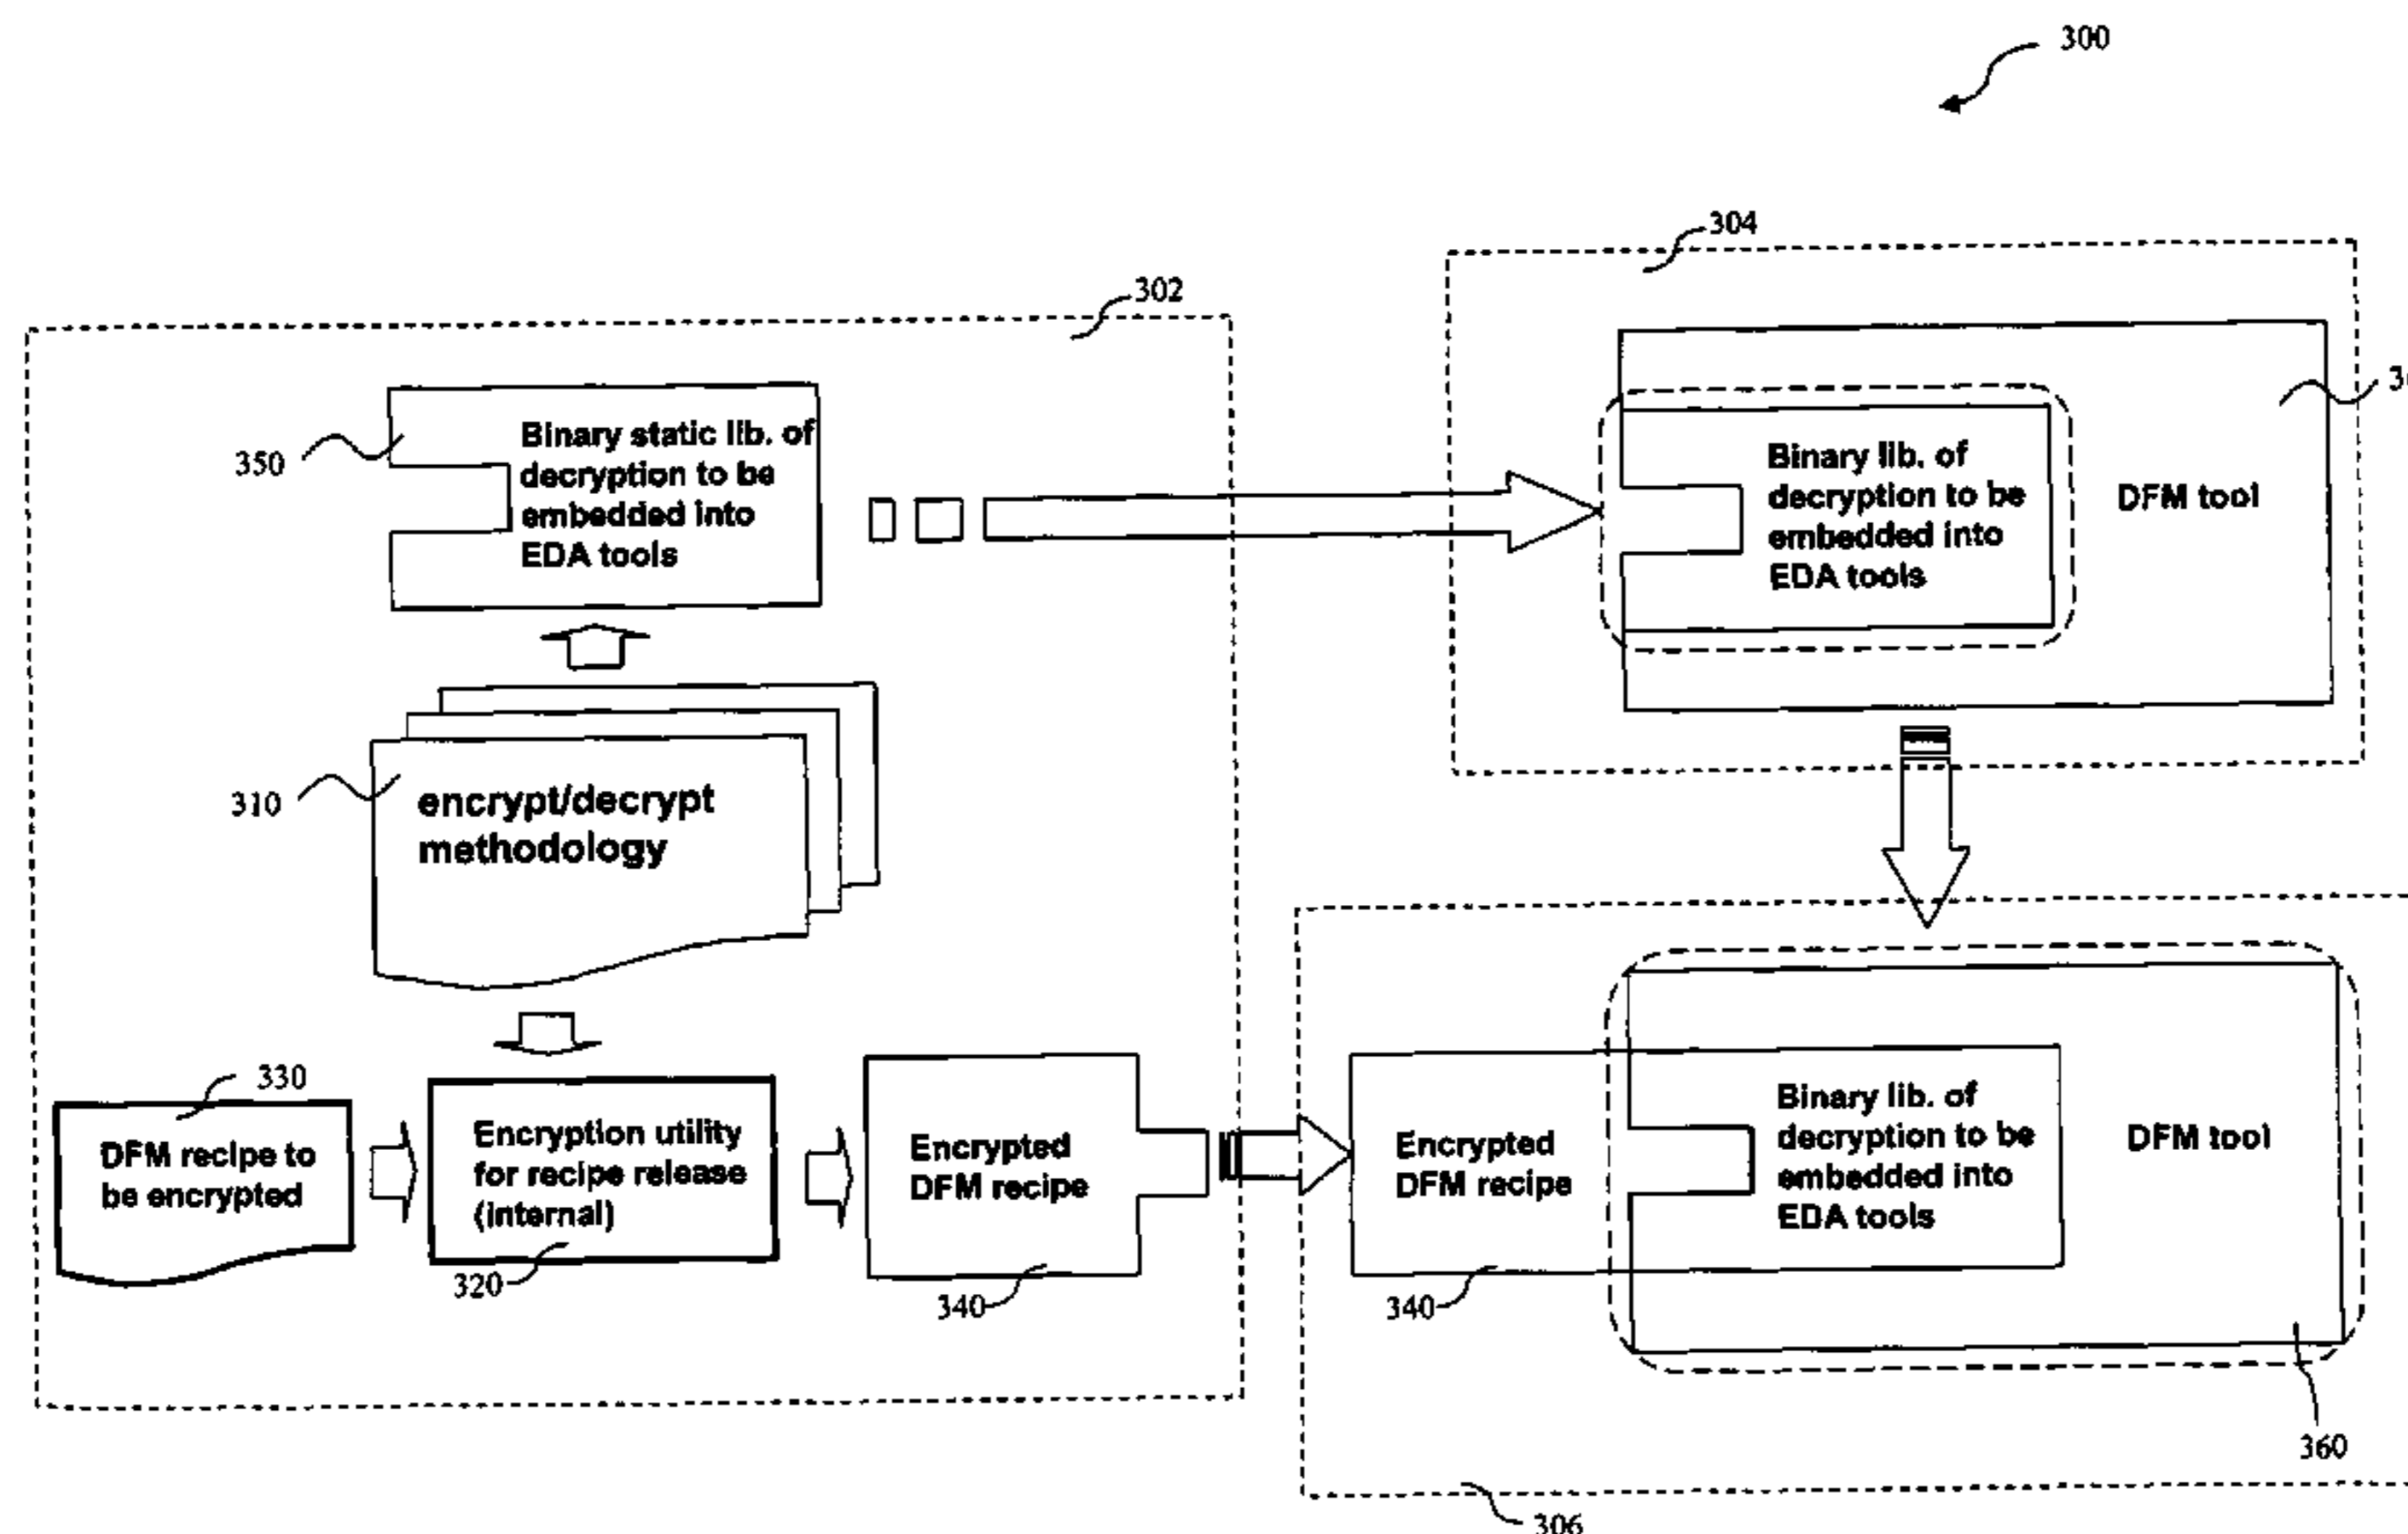 300
304
302
350
Binary static lib. of
decryption to be
embedded into
EDA tools
Binary lib. of
decryption to be
embedded into
EDA tools
DFM tool
310
encrypt/decrypt
methodology
330
DFM recipe to
be encrypted
Encryption utility
for recipe release
(internal)
320
Encrypted
DFM recipe
340
Encrypted
DFM recipe
340
Binary lib. of
decryption to be
embedded into
EDA tools
DFM tool
360
306